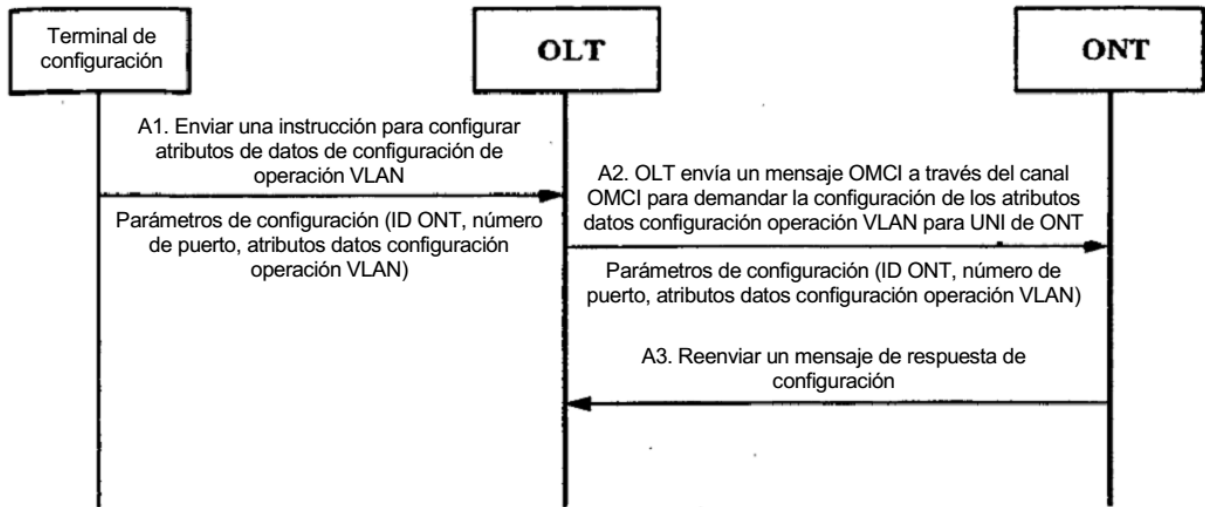 Terminal de
configuración
OLT
ONT
A1. Enviar una instrucción para configurar
atributos de datos de configuración de
operación VLAN
Parámetros de configuración (ID ONT, número
de puerto, atributos datos configuración
operación VLAN)
A2. OLT envía un mensaje OMCI a través del canal
OMCI para demandar la configuración de los atributos
datos configuración operación VLAN para UNI de ONT
Parámetros de configuración (ID ONT, número de
puerto, atributos datos configuración operación VLAN)
A3. Reenviar un mensaje de respuesta de
configuración